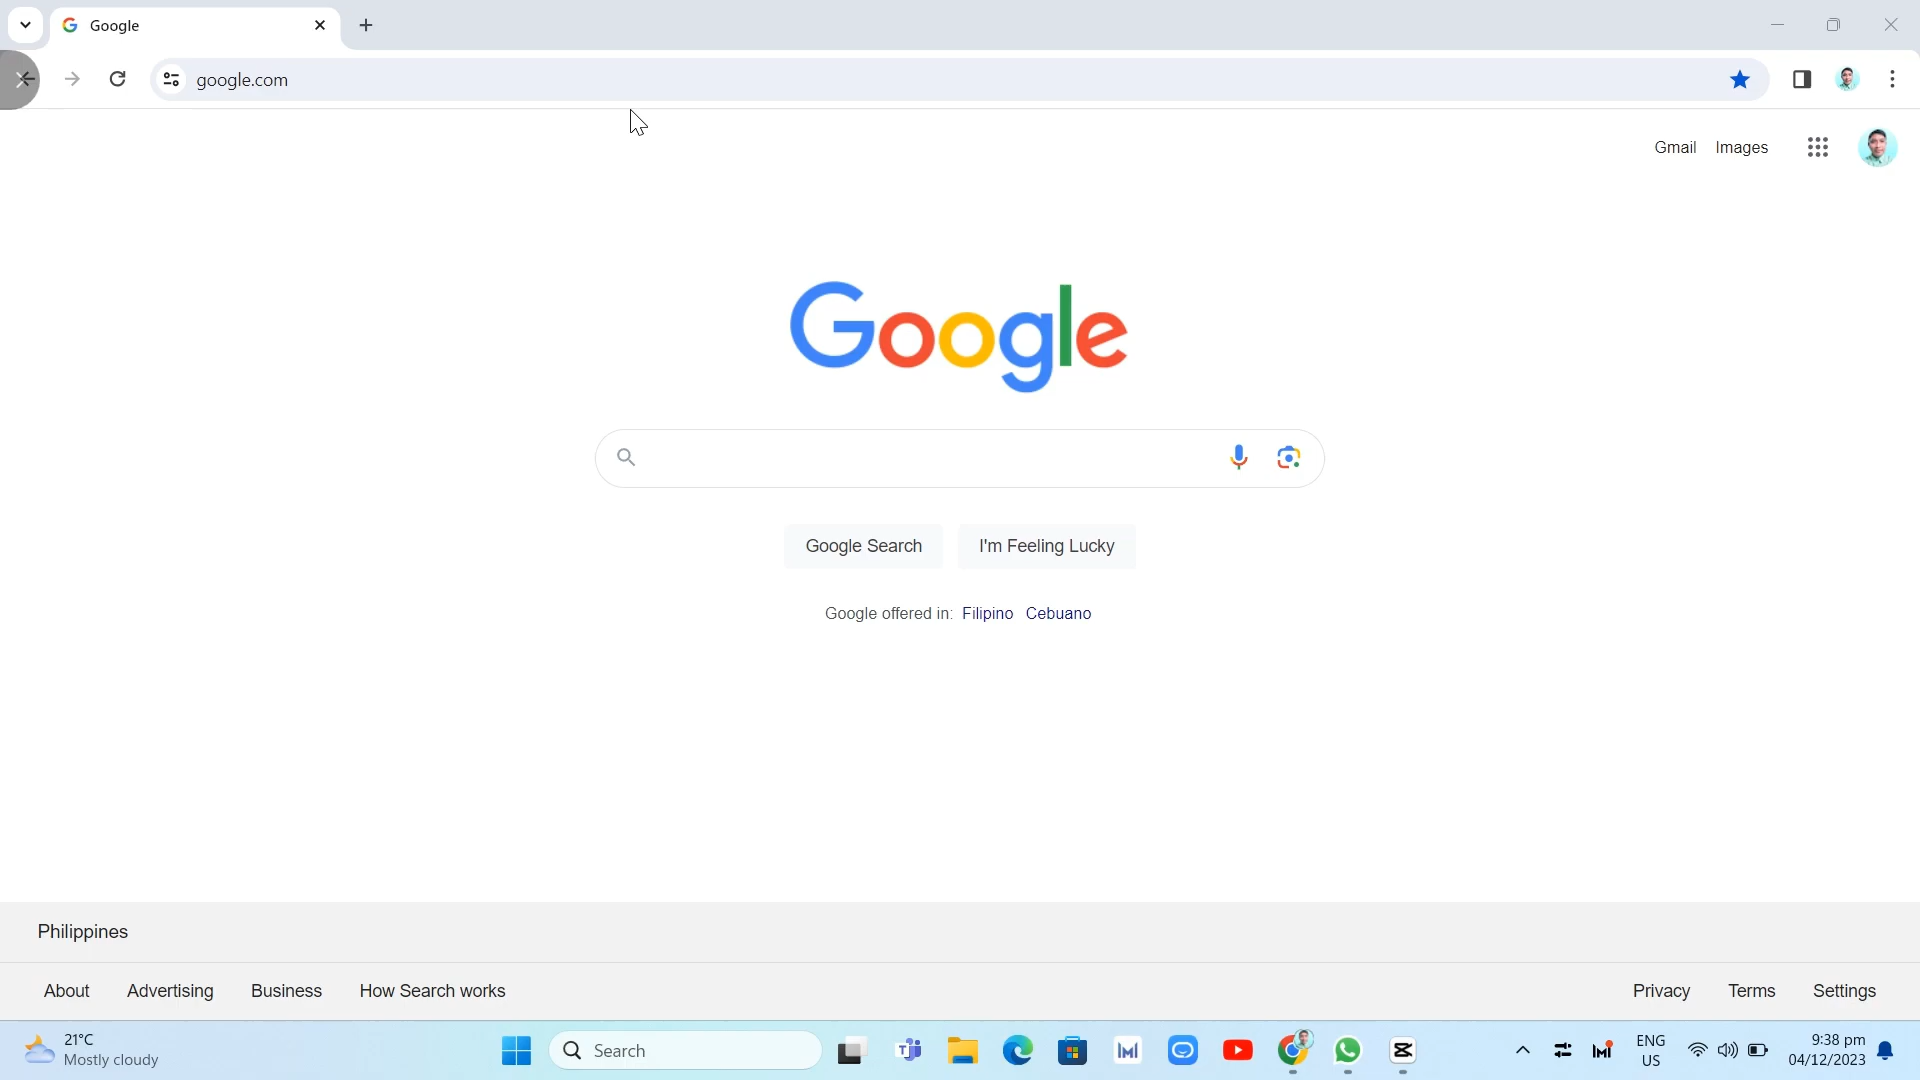 Google
google.com
Gmail Images
Google
Google Search I'm Feeling Lucky
Google offered in: Filipino Cebuano
Philippines
About Advertising Business How Search works Privacy Terms Settings
21°C
Mostly cloudy
Search
ENG
US
9:38 pm
04/12/2023